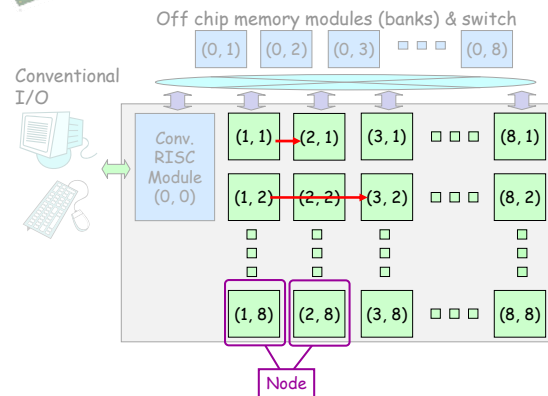 Off chip memory modules (banks) & switch
(0, 1) (0, 2) (0, 3) (0, 8)
Conventional
I/O
Conv.
RISC
Module
(0, 0)
(1, 1) (2, 1) (3, 1) (8, 1)
(1, 2) (2, 2) (3, 2) (8, 2)
(1, 8) (2, 8) (3, 8) (8, 8)
Node